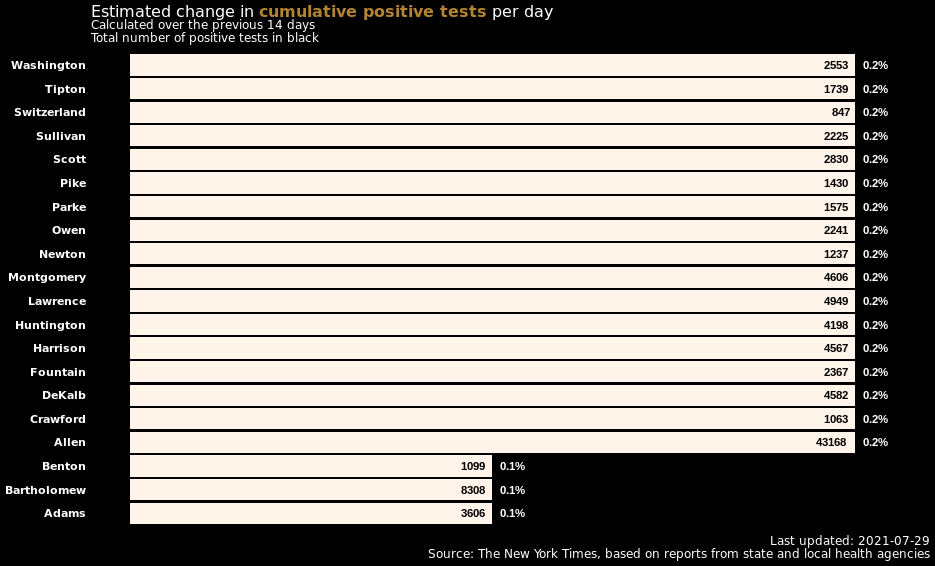 Estimated change in cumulative positive tests per day
Calculated over the previous 14 days
Total number of positive tests in black
Washington 2553 0.2%
Tipton 1739 0.2%
Switzerland 847 0.2%
Sullivan 2225 0.2%
Scott 2830 0.2%
Pike 1430 0.2%
Parke 1575 0.2%
Owen 2241 0.2%
Newton 1237 0.2%
Montgomery 4606 0.2%
Lawrence 4949 0.2%
Huntington 4198 0.2%
Harrison 4567 0.2%
Fountain 2367 0.2%
DeKalb 4582 0.2%
Crawford 1063 0.2%
Allen 43168 0.2%
Benton 1099 0.1%
Bartholomew 8308 0.1%
Adams 3606 0.1%
Last updated: 2021-07-29
Source: The New York Times, based on reports from state and local health agencies